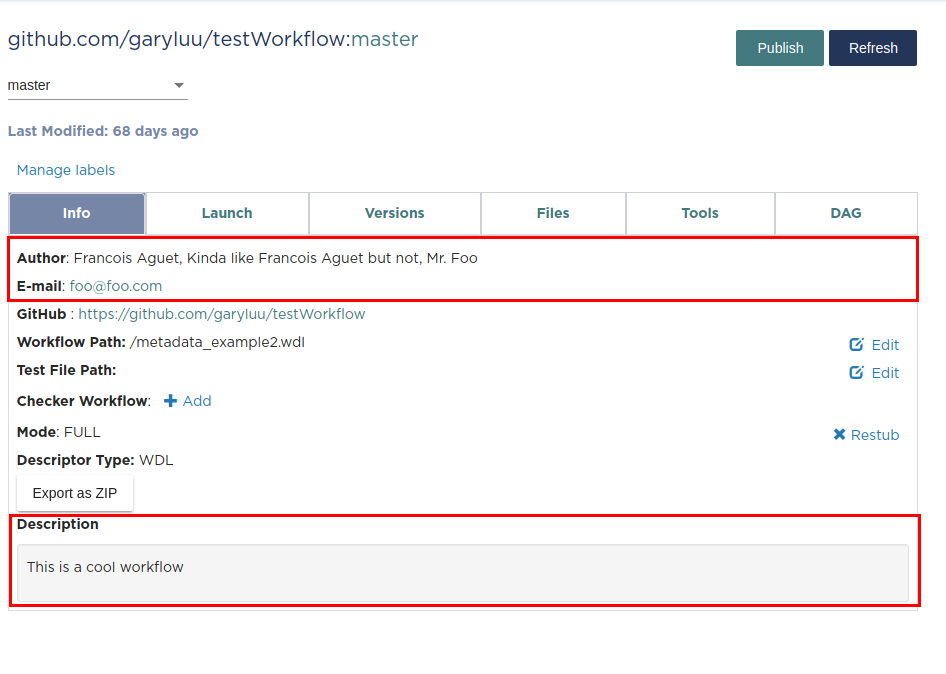 github.com/garyluu/testWorkflow:master
Publish
Refresh
master
Last Modified: 68 days ago
Manage labels
Info
Launch
Versions
Files
Tools
DAG
Author: Francois Aguet, Kinda like Francois Aguet but not, Mr. Foo
E-mail: foo@foo.com
GitHub : https://github.com/garyluu/testWorkflow
Workflow Path: /metadata_example2.wdl
Edit
Test File Path:
Edit
Checker Workflow: Add
Mode: FULL
Restub
Descriptor Type: WDL
Export as ZIP
Description
This is a cool workflow